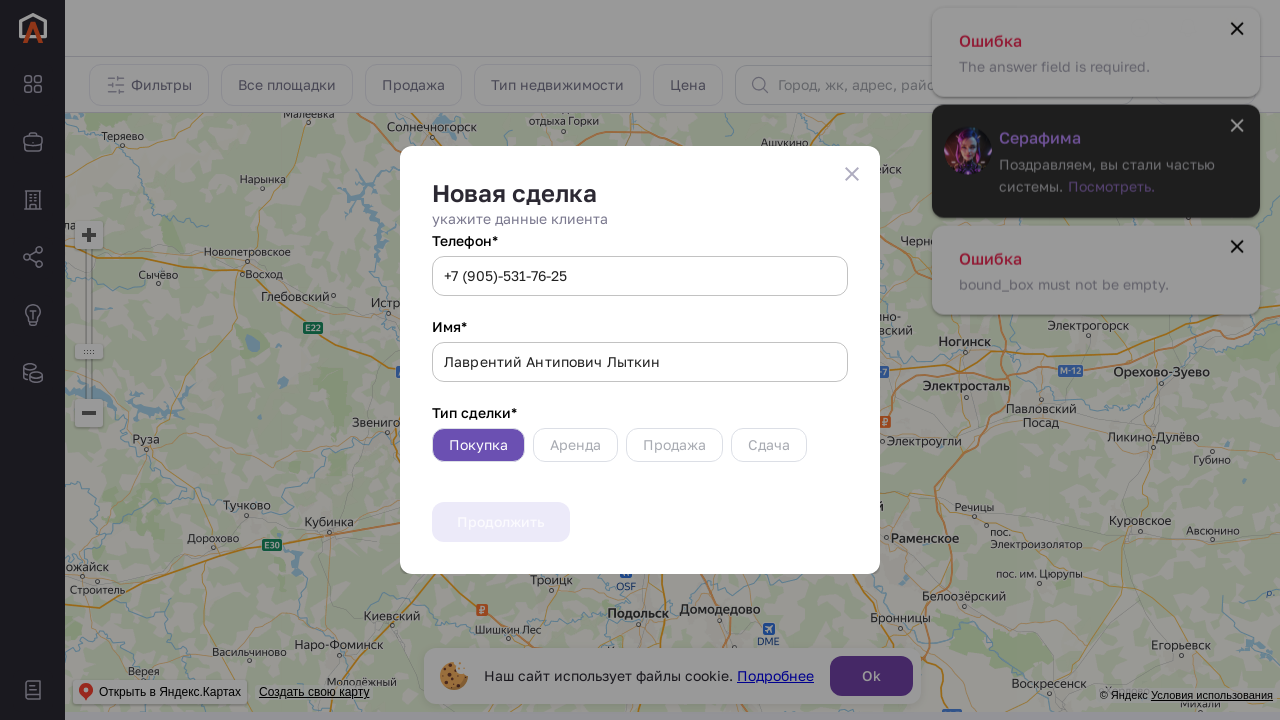 Фильтры
Все площадки
Продажа
Тип недвижимости
Цена
Город, жк, адрес, райо
Ошибка
The answer field is required.
Серафима
Поздравляем, вы стали частью
системы. Посмотреть.
Ошибка
bound_box must not be empty.
Новая сделка
укажите данные клиента
Телефон*
+7 (905)-531-76-25
Имя*
Лаврентий Антипович Лыткин
Тип сделки*
Покупка
Аренда
Продажа
Сдача
Продолжить
Малеевка
Теряево
Солнечногорск
отдыха Горки
Ашукино
Нарынка
Новопетровское
Сычёво
Восход
Глебовский
E22
Электрогорск
Ногинск
М-12
Орехово-Зуево
Электросталь
Павловский
Посад
Руза
Электроугли
Ликино-Дулёво
Губино
Тучково
Кубинка
Дорохово
E30
Строитель
Речицы
пос.
Электроизолятор
Куровское
Авсюнино
Раменское
пос. им. Цюрупы
Троицк
OSF
Белоозёрский
Киевский
Подольск
Домодедово
DME
Бронницы
Шишкин Лес
Наро-Фоминск
Васильчиново
Егорьевск
Верея
Молодёжный
Воскресенск
Михали
Открыть в Яндекс.Картах
Создать свою карту
Наш сайт использует файлы cookie. Подробнее
Ok
© Яндекс Условия использования